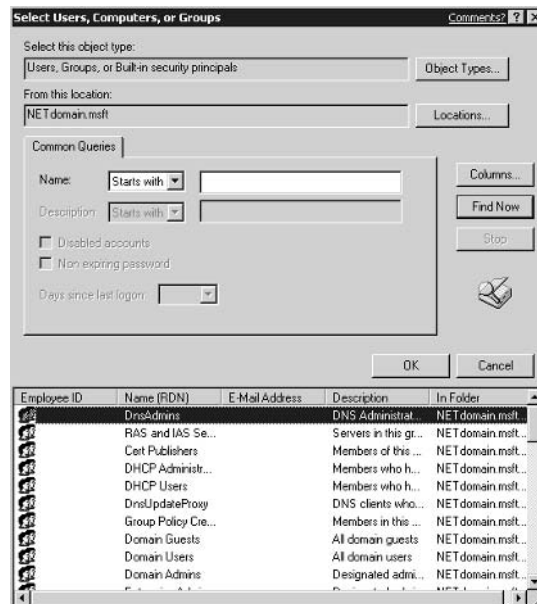 Select Users, Computers, or Groups Comments? ? X
Select this object type:
Users, Groups, or Built-in security principals Object Types...
From this location:
NETdomain.msft Locations...
Common Queries
Name: Starts with Columns...
Description: Starts with Find Now
Disabled accounts Stop
Non expiring password
Days since last logon:
OK Cancel
Employee ID Name (RDN) E-Mail Address Description In Folder
DnsAdmins DNS Administrat... NETdomain.msft...
RAS and IAS Se... Servers in this gr... NETdomain.msft...
Cert Publishers Members of this ... NETdomain.msft...
DHCP Administr... Members who h... NETdomain.msft...
DHCP Users Members who h... NETdomain.msft...
DnsUpdateProxy DNS clients who... NETdomain.msft...
Group Policy Cre... Members in this ... NETdomain.msft...
Domain Guests All domain guests NETdomain.msft...
Domain Users All domain users NETdomain.msft...
Domain Admins Designated admi... NETdomain.msft...